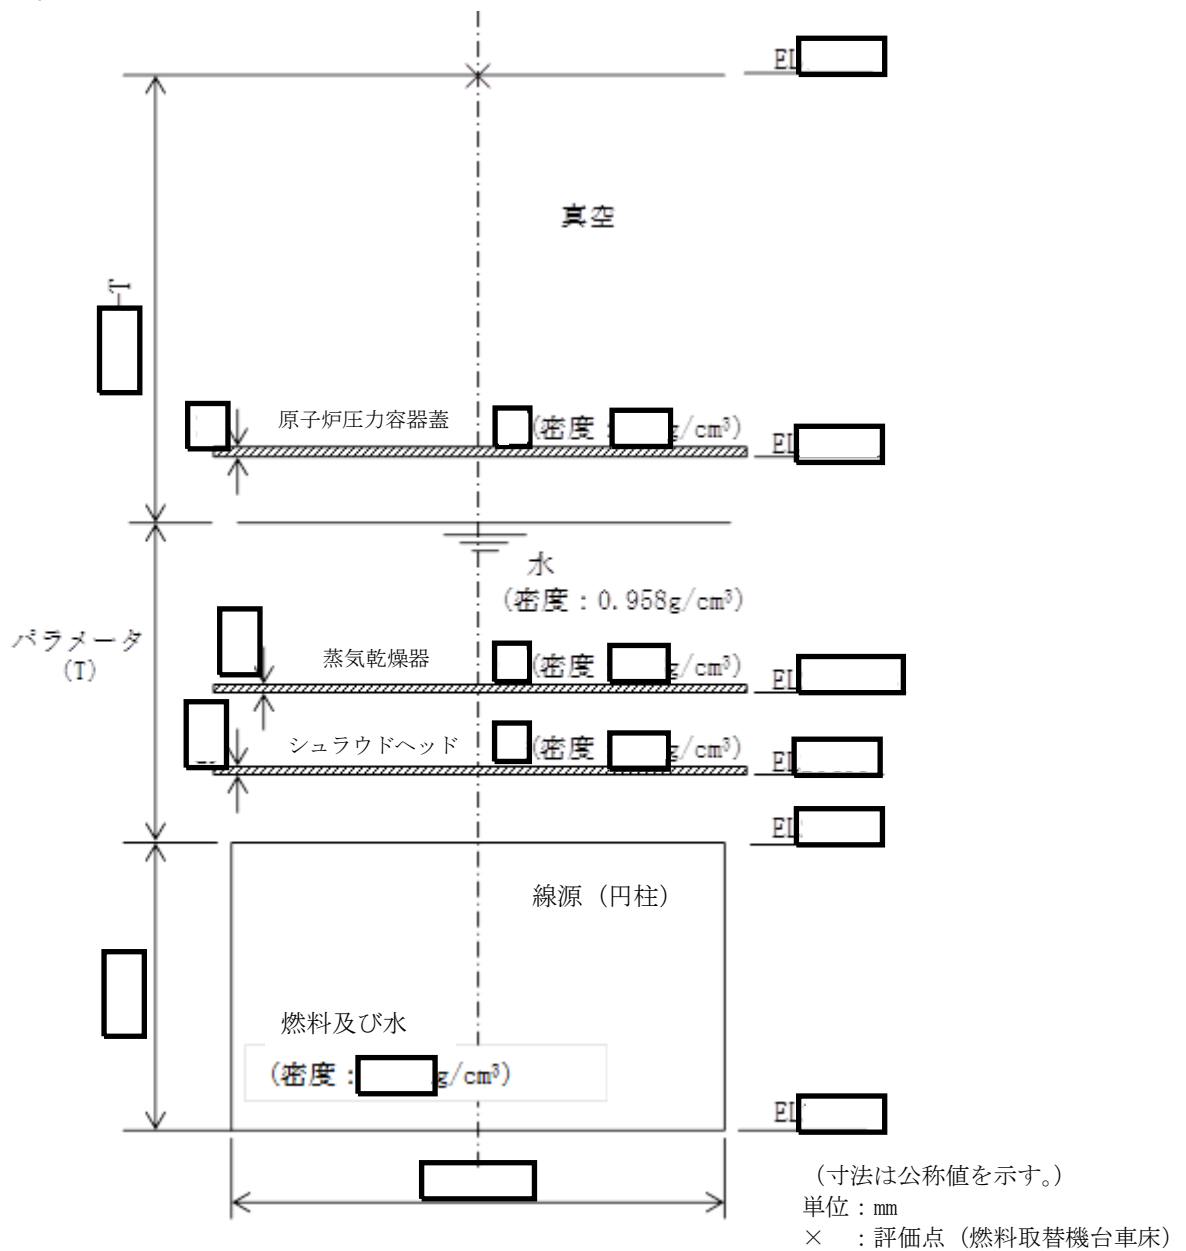 EL
真空
T
原子炉圧力容器蓋 (密度： g/cm³) EL
水
(密度：0.958g/cm³)
パラメータ
(T)
蒸気乾燥器 (密度 g/cm³) EL
シュラウドヘッド (密度 g/cm³) EL
EL
線源（円柱）
燃料及び水
(密度： g/cm³)
EL
（寸法は公称値を示す。）
単位：mm
×　：評価点（燃料取替機台車床）